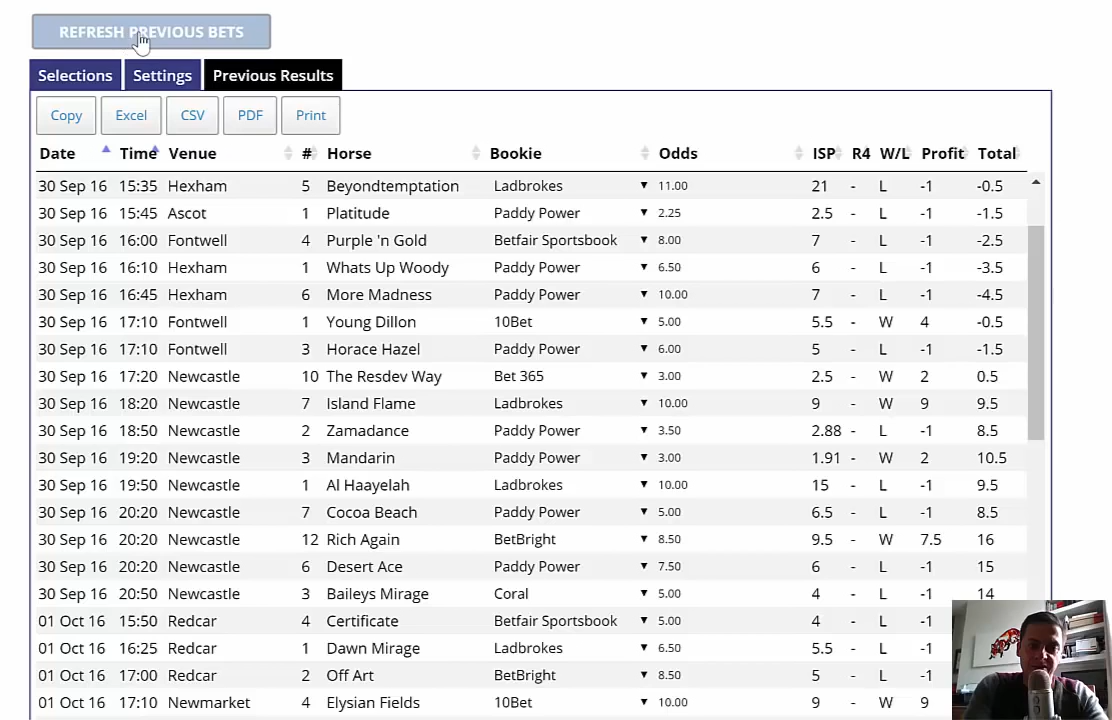 REFRESH PREVIOUS BETS
Selections Settings Previous Results
Copy Excel CSV PDF Print
Date Time Venue # Horse Bookie Odds ISP R4 W/L Profit Total
30 Sep 16 15:35 Hexham 5 Beyondtemptation Ladbrokes 11.00 21 - L -1 -0.5
30 Sep 16 15:45 Ascot 1 Platitude Paddy Power 2.25 2.5 - L -1 -1.5
30 Sep 16 16:00 Fontwell 4 Purple 'n Gold Betfair Sportsbook 8.00 7 - L -1 -2.5
30 Sep 16 16:10 Hexham 1 Whats Up Woody Paddy Power 6.50 6 - L -1 -3.5
30 Sep 16 16:45 Hexham 6 More Madness Paddy Power 10.00 7 - L -1 -4.5
30 Sep 16 17:10 Fontwell 1 Young Dillon 10Bet 5.00 5.5 - W 4 -0.5
30 Sep 16 17:10 Fontwell 3 Horace Hazel Paddy Power 6.00 5 - L -1 -1.5
30 Sep 16 17:20 Newcastle 10 The Resdev Way Bet 365 3.00 2.5 - W 2 0.5
30 Sep 16 18:20 Newcastle 7 Island Flame Ladbrokes 10.00 9 - W 9 9.5
30 Sep 16 18:50 Newcastle 2 Zamadance Paddy Power 3.50 2.88 - L -1 8.5
30 Sep 16 19:20 Newcastle 3 Mandarin Paddy Power 3.00 1.91 - W 2 10.5
30 Sep 16 19:50 Newcastle 1 Al Haayelah Ladbrokes 10.00 15 - L -1 9.5
30 Sep 16 20:20 Newcastle 7 Cocoa Beach Paddy Power 5.00 6.5 - L -1 8.5
30 Sep 16 20:20 Newcastle 12 Rich Again BetBright 8.50 9.5 - W 7.5 16
30 Sep 16 20:20 Newcastle 6 Desert Ace Paddy Power 7.50 6 - L -1 15
30 Sep 16 20:50 Newcastle 3 Baileys Mirage Coral 5.00 4 - L -1 14
01 Oct 16 15:50 Redcar 4 Certificate Betfair Sportsbook 5.00 4 - L -1
01 Oct 16 16:25 Redcar 1 Dawn Mirage Ladbrokes 6.50 5.5 - L -1
01 Oct 16 17:00 Redcar 2 Off Art BetBright 8.50 5 - L -1
01 Oct 16 17:10 Newmarket 4 Elysian Fields 10Bet 10.00 9 - W 9